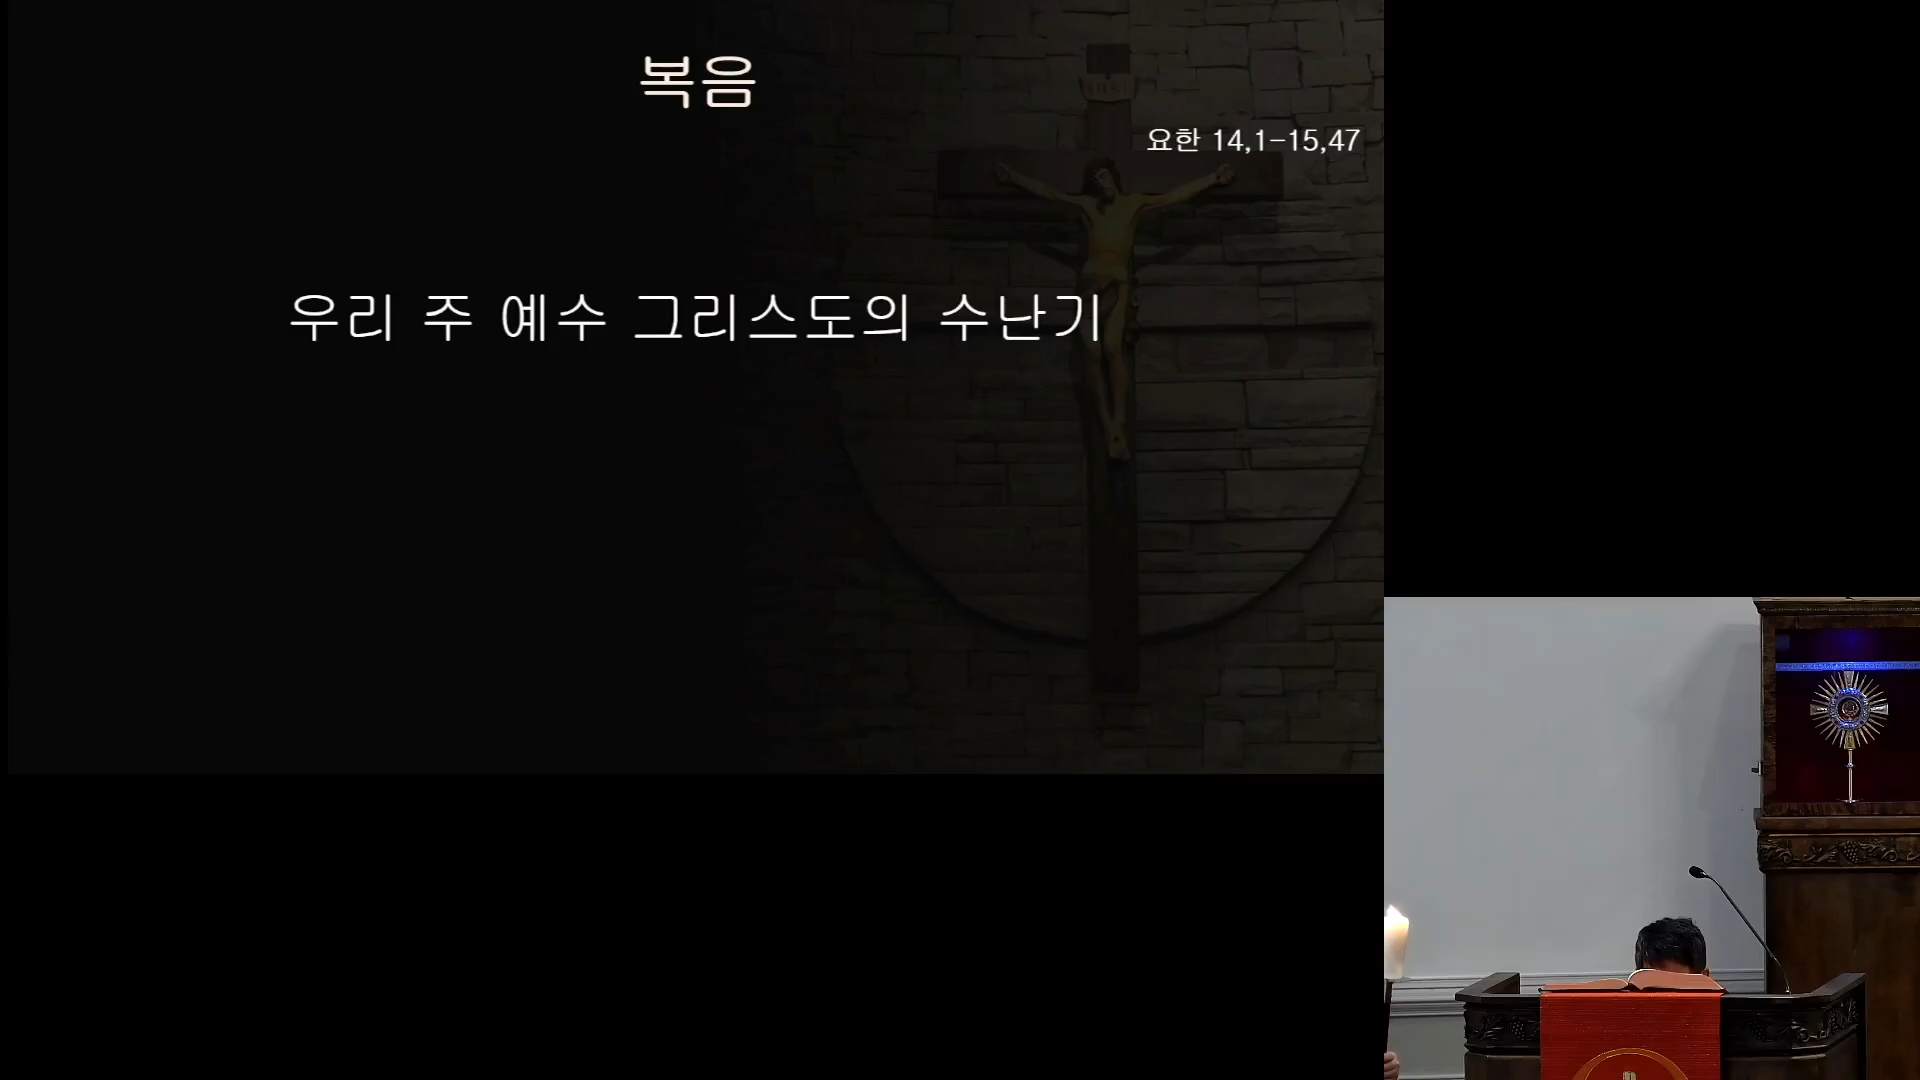 복음
요한 14,1-15,47
우리 주 예수 그리스도의 수난기